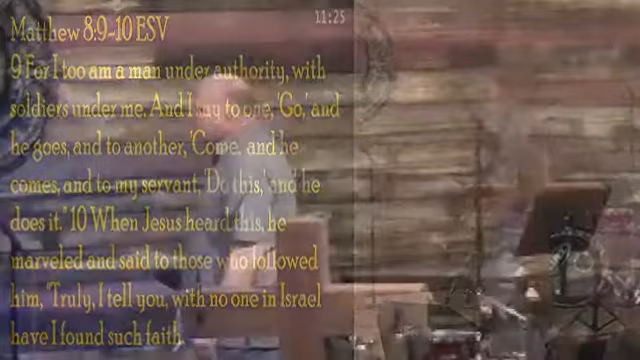 11:25
Matthew 8:9-10 ESV
9 For I too am a man under authority, with
soldiers under me. And I say to one, 'Go,' and
he goes, and to another, 'Come,' and he
comes, and to my servant, 'Do this,' and he
does it." 10 When Jesus heard this, he
marveled and said to those who followed
him, "Truly, I tell you, with no one in Israel
have I found such faith.